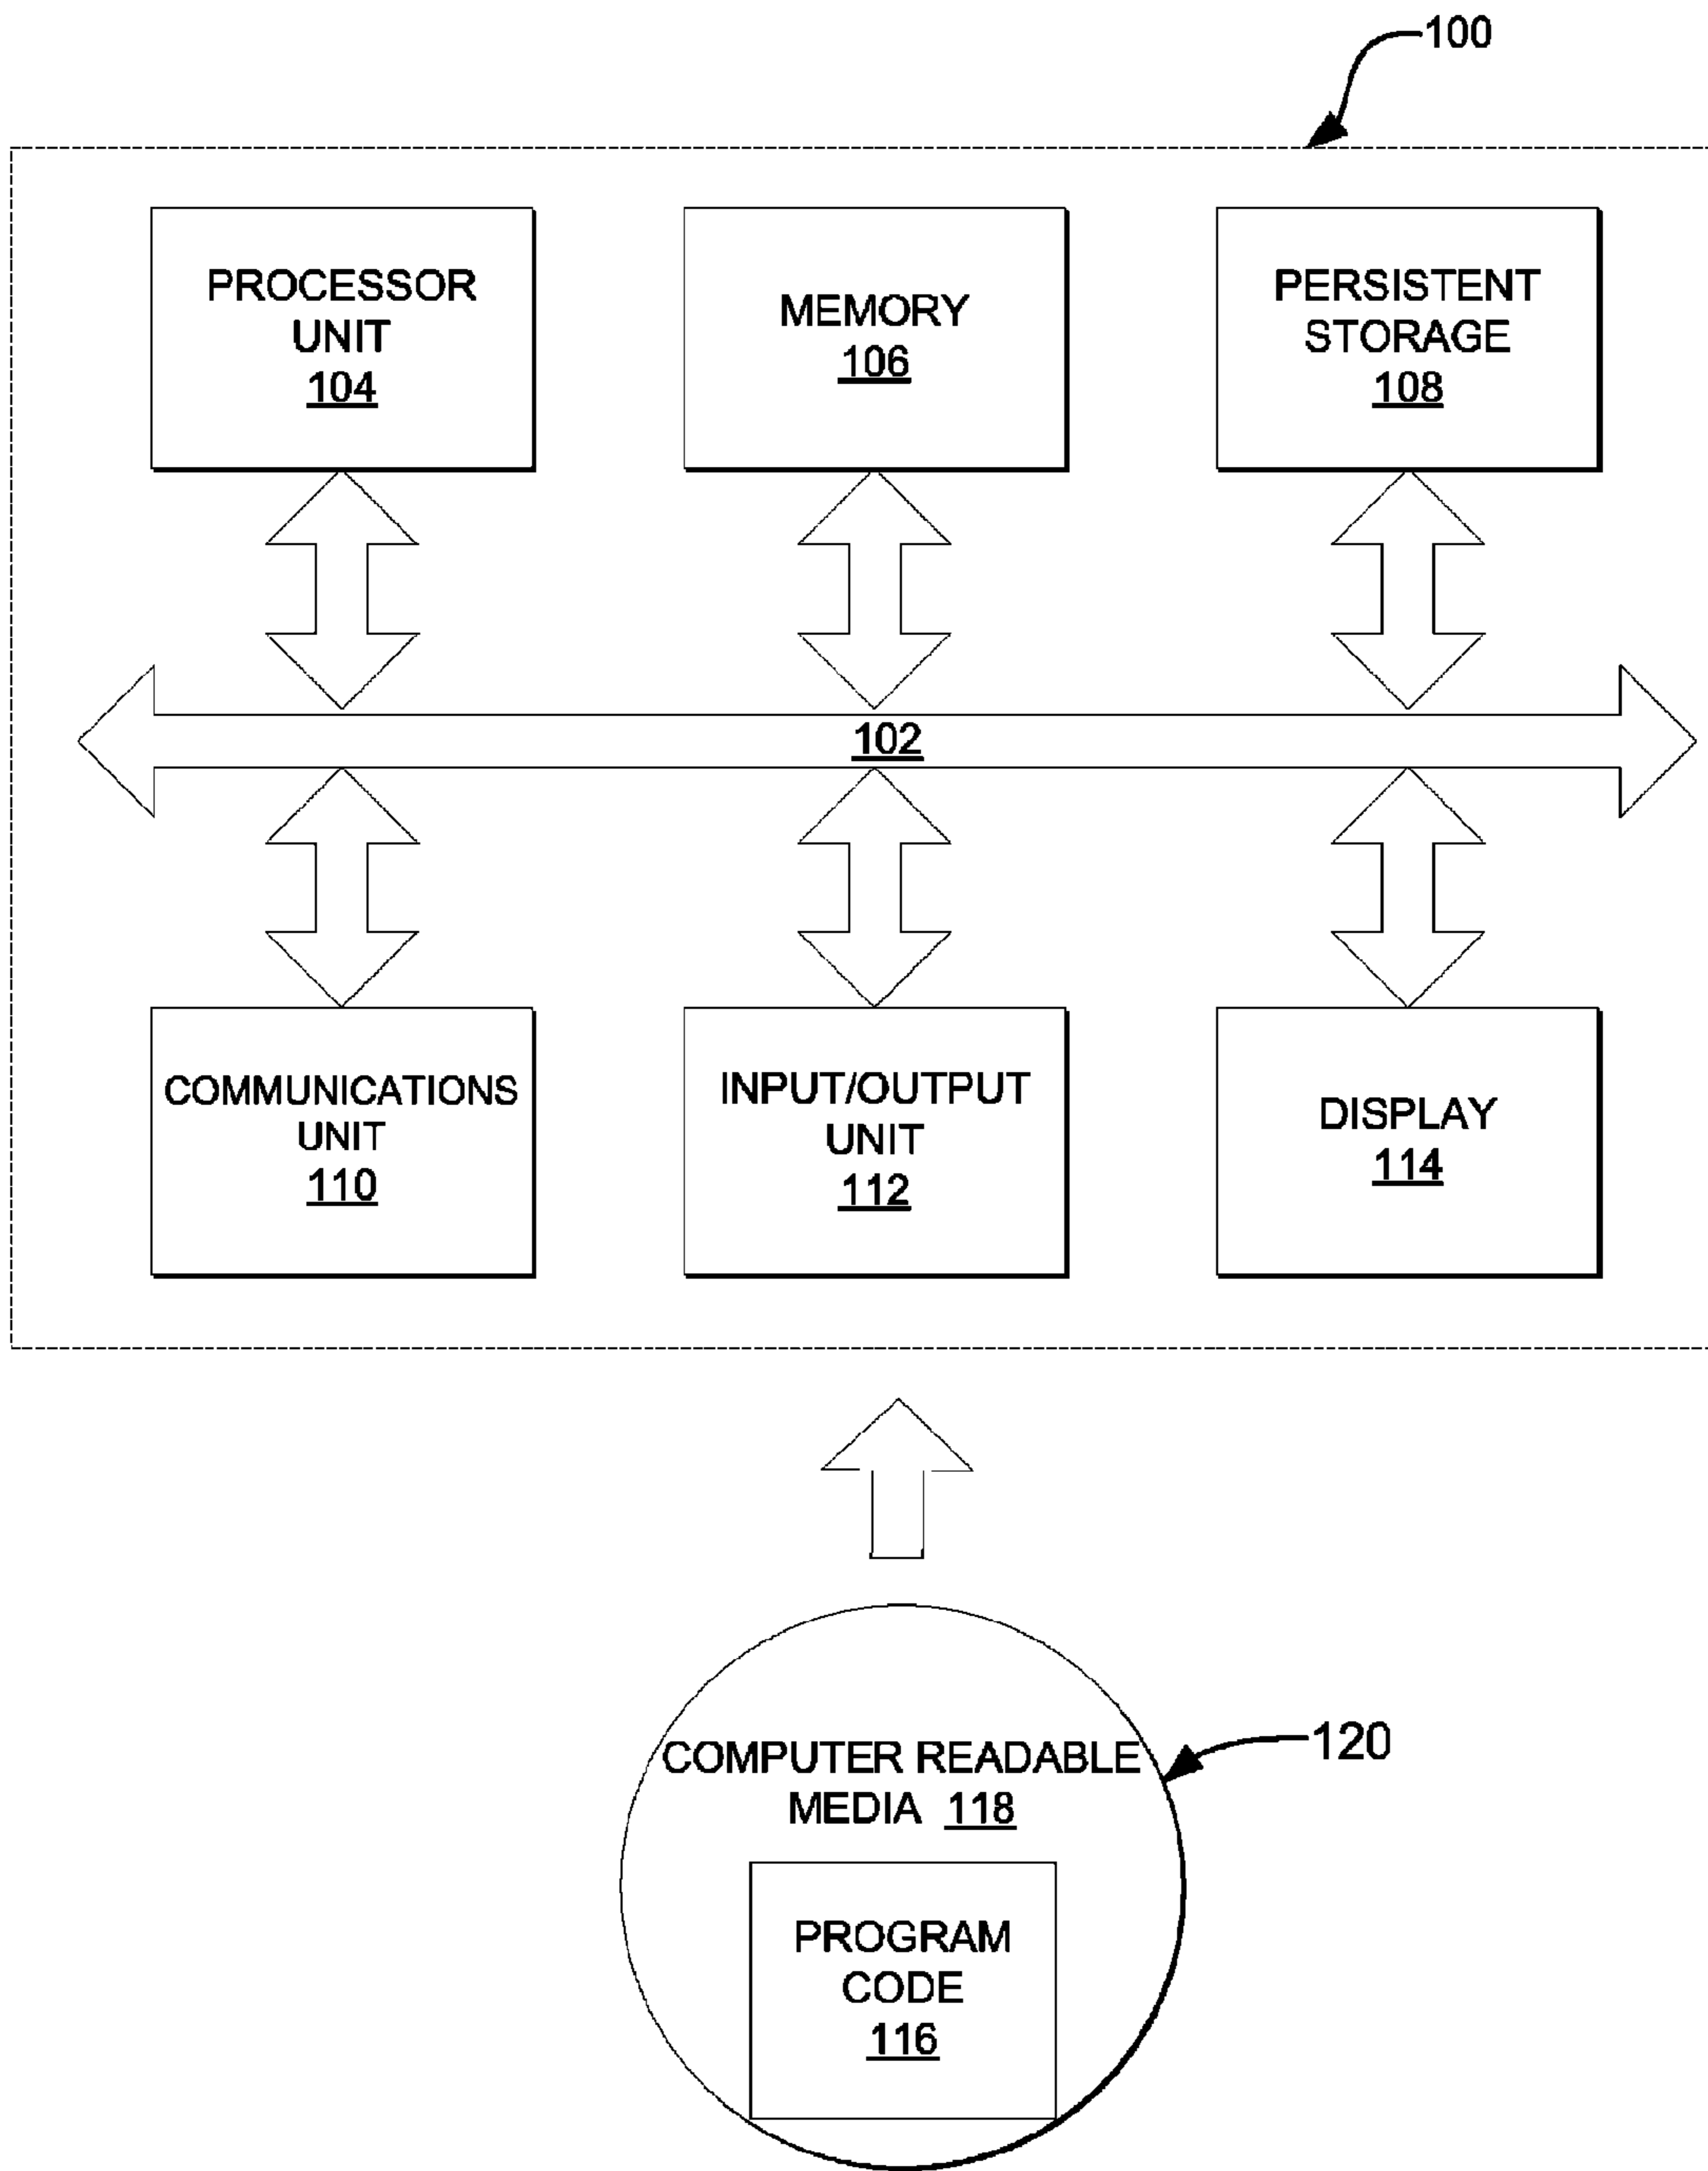 100
PROCESSOR
UNIT
104
MEMORY
106
PERSISTENT
STORAGE
108
102
COMMUNICATIONS
UNIT
110
INPUT/OUTPUT
UNIT
112
DISPLAY
114
120
COMPUTER READABLE
MEDIA 118
PROGRAM
CODE
116